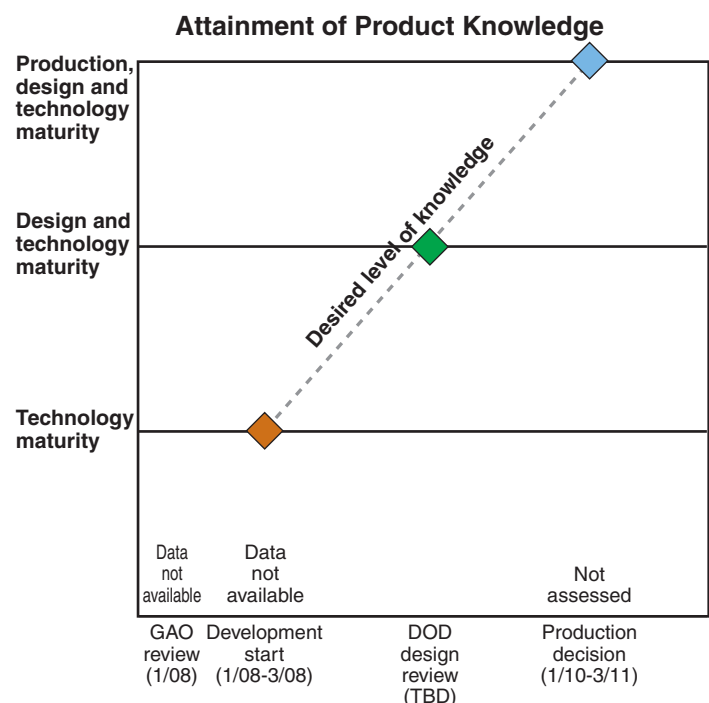 Attainment of Product Knowledge
Production,
design and
technology
maturity
Design and
technology
maturity
Technology
maturity
Desired level of knowledge
Data
not
available
Data
not
available
Not
assessed
GAO
review
(1/08)
Development
start
(1/08-3/08)
DOD
design
review
(TBD)
Production
decision
(1/10-3/11)